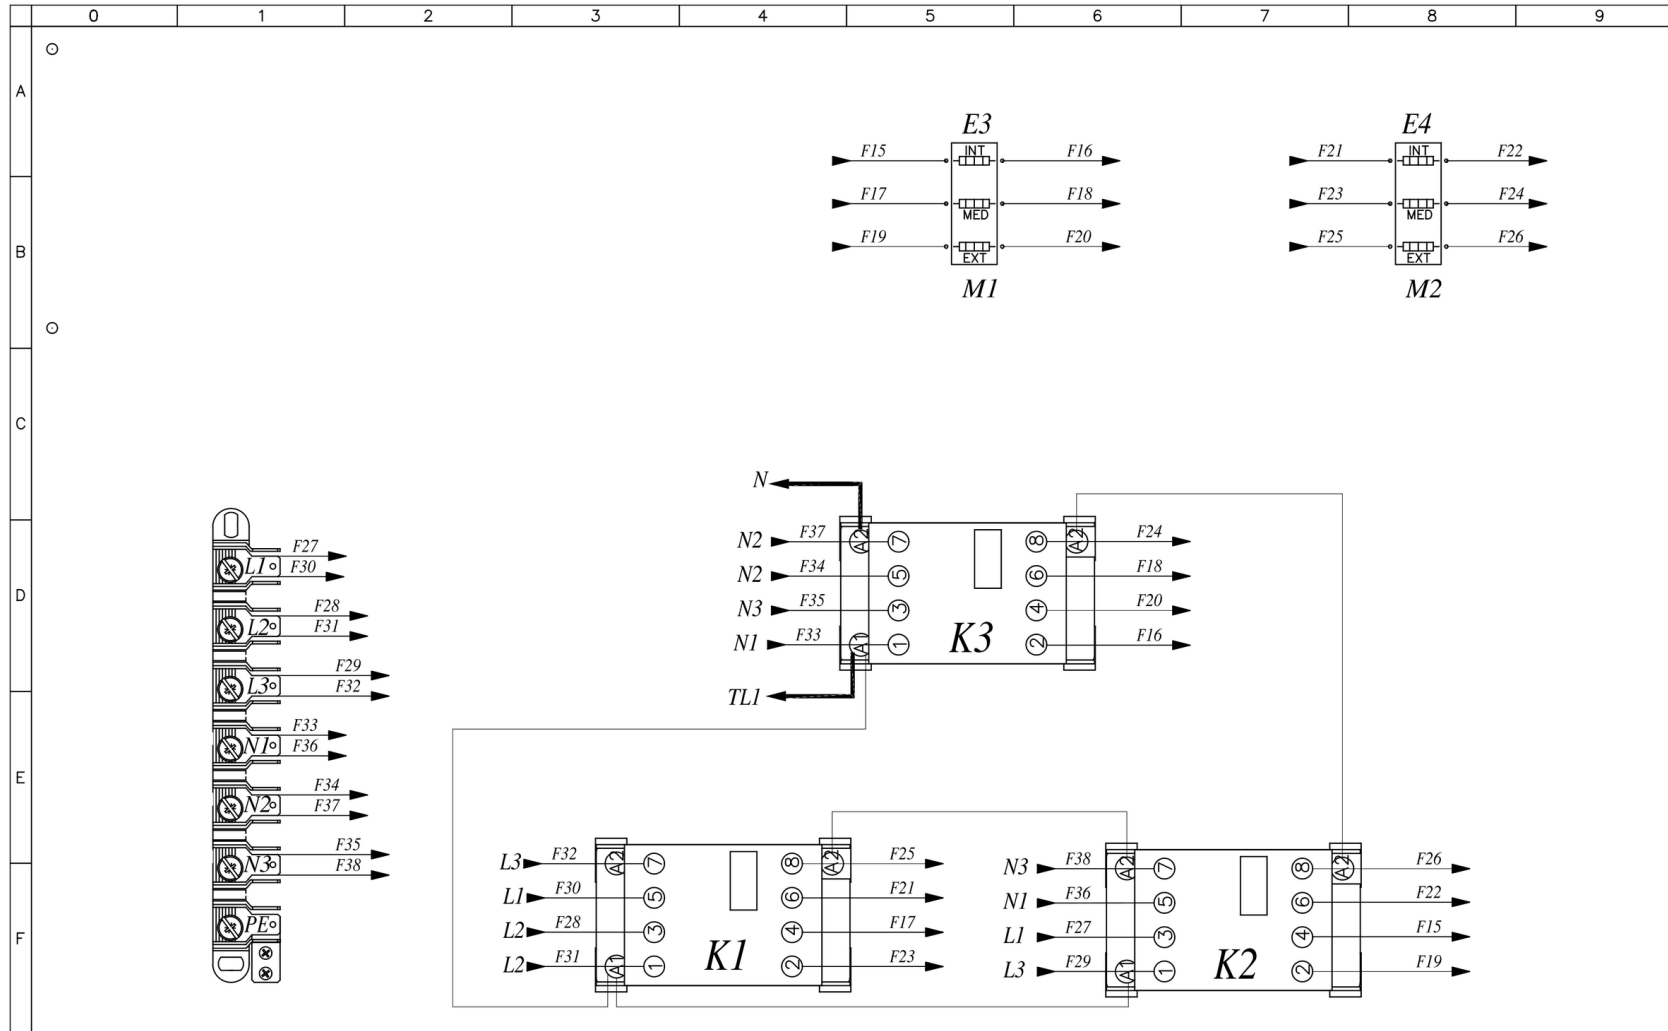 0 1 2 3 4 5 6 7 8 9
A
E3 E4
F15 INT F16 F21 INT F22
F17 F18 F23 F24
MED MED
B
F19 F20 F25 F26
EXT EXT
M1 M2
C
N
N2 F37 A2 7 8 A2 F24
F27
L1 F30
N2 F34 5 6 F18
D
F28
L2 F31
N3 F35 3 4 F20
N1 F33 A1 1 K3 2 F16
F29
L3 F32
TL1
F33
N1 F36
E
F34
N2 F37
F35
N3 F38
L3 F32 A2 7 8 A2 F25 N3 F38 A2 7 8 A2 F26
L1 F30 5 6 F21 N1 F36 5 6 F22
PE
F
L2 F28 3 4 F17 L1 F27 3 4 F15
L2 F31 A1 1 K1 2 F23 L3 F29 A1 1 K2 2 F19